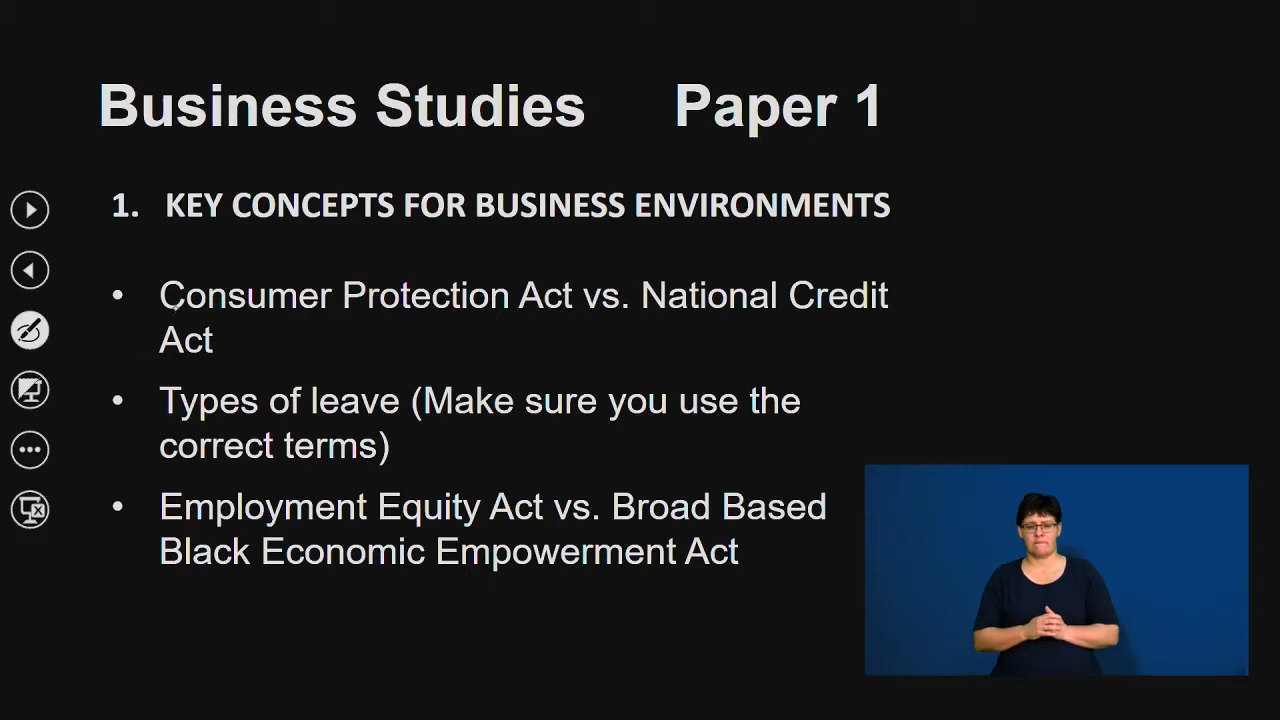 Business Studies Paper 1
1. KEY CONCEPTS FOR BUSINESS ENVIRONMENTS
• Consumer Protection Act vs. National Credit
Act
• Types of leave (Make sure you use the
correct terms)
• Employment Equity Act vs. Broad Based
Black Economic Empowerment Act